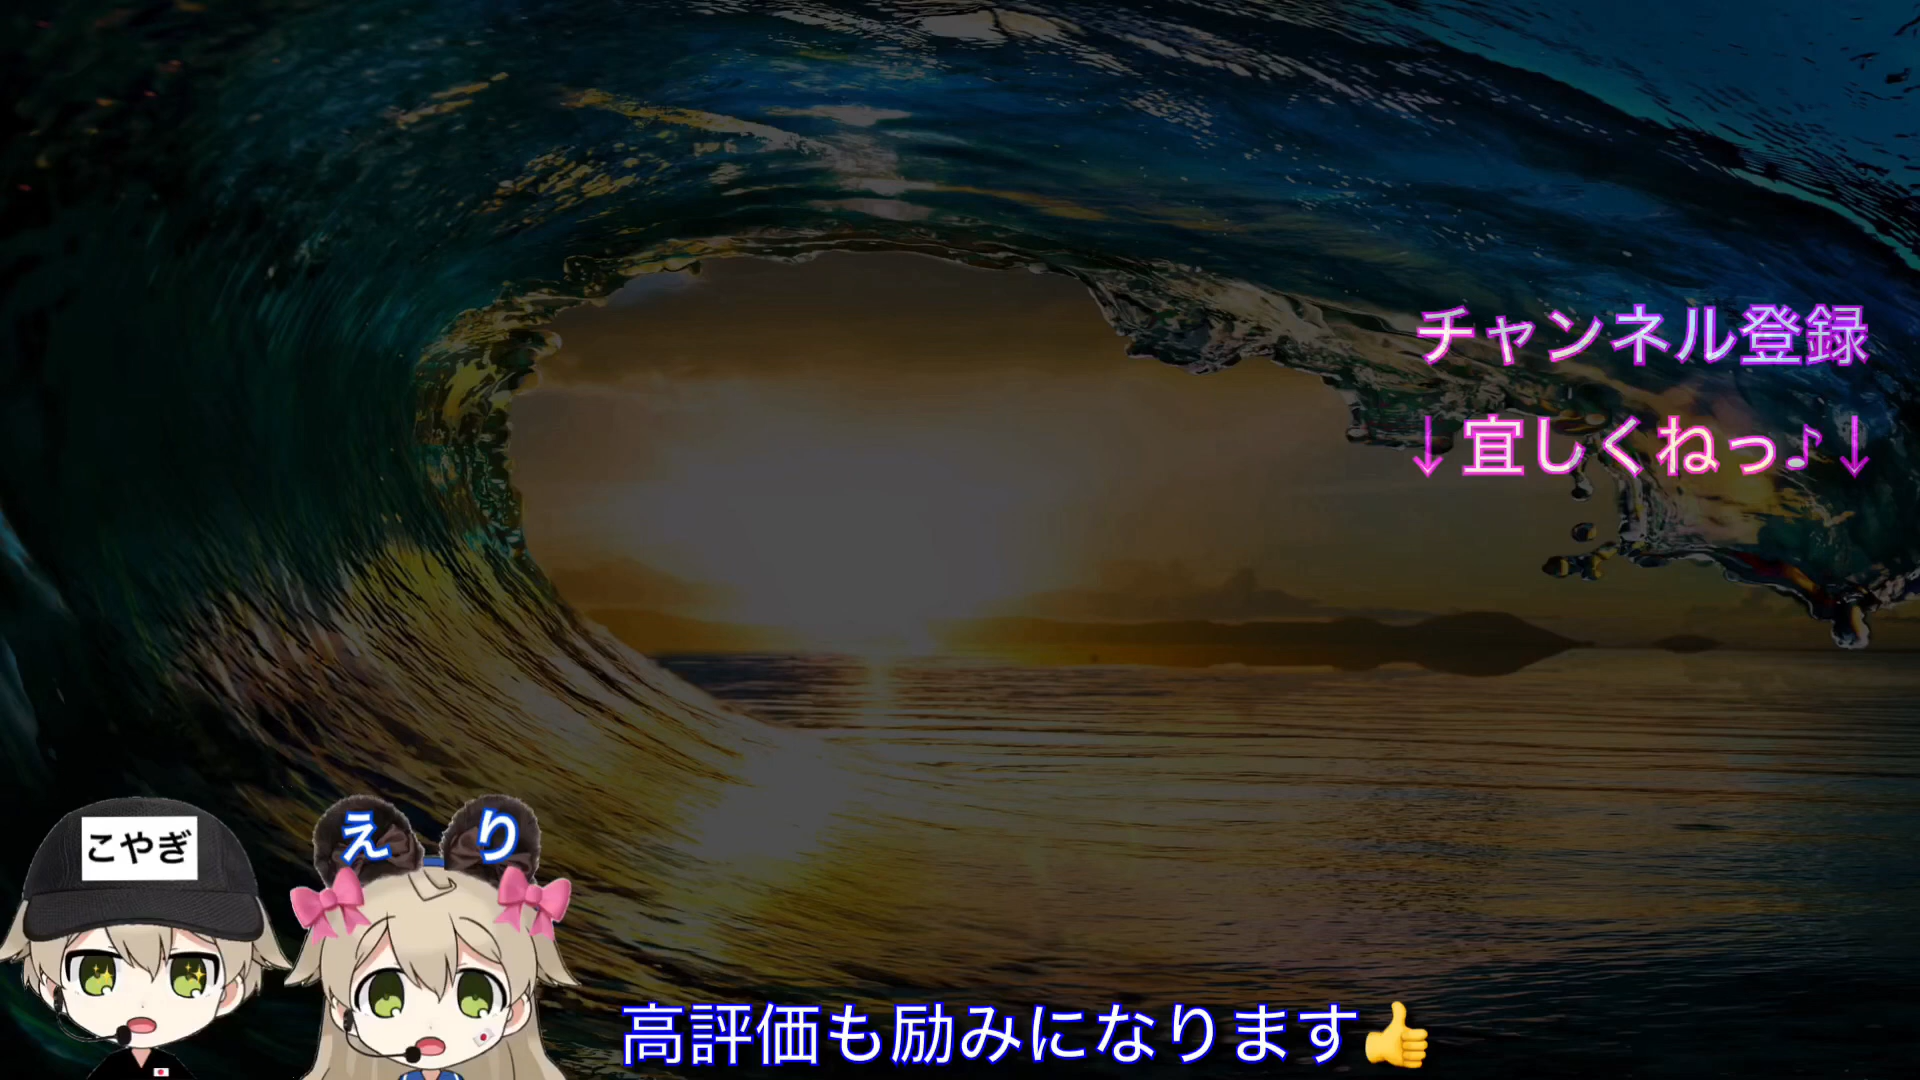 チャンネル登録
↓宜しくねっ♪↓
こやぎ
えり
高評価も励みになります👍